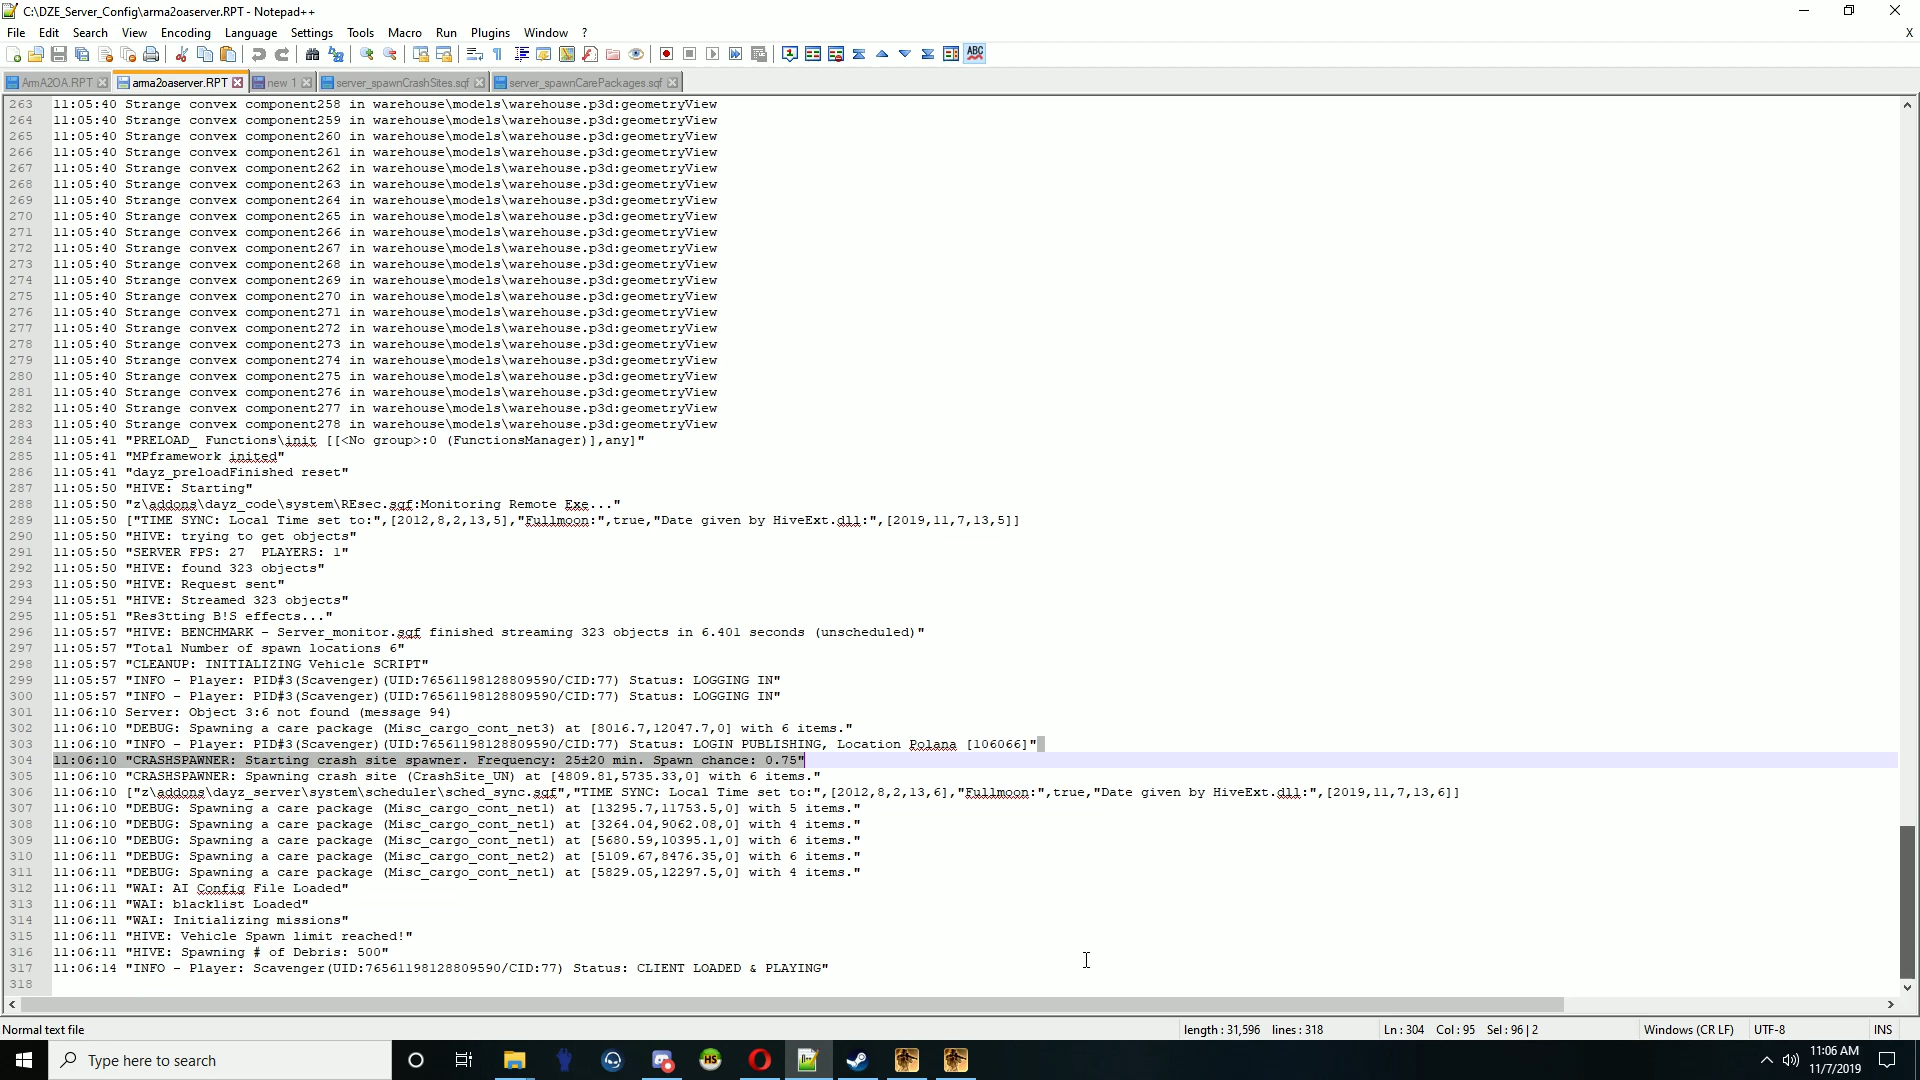 C:\DZE_Server_Config\arma2oaserver.RPT - Notepad++
File Edit Search View Encoding Language Settings Tools Macro Run Plugins Window ? X
ArmA2OA.RPT arma2oaserver.RPT new 1 server_spawnCrashSites.sqf server_spawnCarePackages.sqf
263 11:05:40 Strange convex component258 in warehouse\models\warehouse.p3d:geometryView
264 11:05:40 Strange convex component259 in warehouse\models\warehouse.p3d:geometryView
265 11:05:40 Strange convex component260 in warehouse\models\warehouse.p3d:geometryView
266 11:05:40 Strange convex component261 in warehouse\models\warehouse.p3d:geometryView
267 11:05:40 Strange convex component262 in warehouse\models\warehouse.p3d:geometryView
268 11:05:40 Strange convex component263 in warehouse\models\warehouse.p3d:geometryView
269 11:05:40 Strange convex component264 in warehouse\models\warehouse.p3d:geometryView
270 11:05:40 Strange convex component265 in warehouse\models\warehouse.p3d:geometryView
271 11:05:40 Strange convex component266 in warehouse\models\warehouse.p3d:geometryView
272 11:05:40 Strange convex component267 in warehouse\models\warehouse.p3d:geometryView
273 11:05:40 Strange convex component268 in warehouse\models\warehouse.p3d:geometryView
274 11:05:40 Strange convex component269 in warehouse\models\warehouse.p3d:geometryView
275 11:05:40 Strange convex component270 in warehouse\models\warehouse.p3d:geometryView
276 11:05:40 Strange convex component271 in warehouse\models\warehouse.p3d:geometryView
277 11:05:40 Strange convex component272 in warehouse\models\warehouse.p3d:geometryView
278 11:05:40 Strange convex component273 in warehouse\models\warehouse.p3d:geometryView
279 11:05:40 Strange convex component274 in warehouse\models\warehouse.p3d:geometryView
280 11:05:40 Strange convex component275 in warehouse\models\warehouse.p3d:geometryView
281 11:05:40 Strange convex component276 in warehouse\models\warehouse.p3d:geometryView
282 11:05:40 Strange convex component277 in warehouse\models\warehouse.p3d:geometryView
283 11:05:40 Strange convex component278 in warehouse\models\warehouse.p3d:geometryView
284 11:05:41 "PRELOAD_ Functions\init [[<No group>:0 (FunctionsManager)],any]"
285 11:05:41 "MPframework inited"
286 11:05:41 "dayz_preloadFinished reset"
287 11:05:50 "HIVE: Starting"
288 11:05:50 "z\addons\dayz_code\system\REsec.sqf:Monitoring Remote Exe..."
289 11:05:50 ["TIME SYNC: Local Time set to:",[2012,8,2,13,5],"Fullmoon:",true,"Date given by HiveExt.dll:",[2019,11,7,13,5]]
290 11:05:50 "HIVE: trying to get objects"
291 11:05:50 "SERVER FPS: 27  PLAYERS: 1"
292 11:05:50 "HIVE: found 323 objects"
293 11:05:50 "HIVE: Request sent"
294 11:05:51 "HIVE: Streamed 323 objects"
295 11:05:51 "Res3tting B!S effects..."
296 11:05:57 "HIVE: BENCHMARK - Server_monitor.sqf finished streaming 323 objects in 6.401 seconds (unscheduled)"
297 11:05:57 "Total Number of spawn locations 6"
298 11:05:57 "CLEANUP: INITIALIZING Vehicle SCRIPT"
299 11:05:57 "INFO - Player: PID#3(Scavenger)(UID:76561198128809590/CID:77) Status: LOGGING IN"
300 11:05:57 "INFO - Player: PID#3(Scavenger)(UID:76561198128809590/CID:77) Status: LOGGING IN"
301 11:06:10 Server: Object 3:6 not found (message 94)
302 11:06:10 "DEBUG: Spawning a care package (Misc_cargo_cont_net3) at [8016.7,12047.7,0] with 6 items."
303 11:06:10 "INFO - Player: PID#3(Scavenger)(UID:76561198128809590/CID:77) Status: LOGIN PUBLISHING, Location Polana [106066]"
304 11:06:10 "CRASHSPAWNER: Starting crash site spawner. Frequency: 25±20 min. Spawn chance: 0.75"
305 11:06:10 "CRASHSPAWNER: Spawning crash site (CrashSite_UN) at [4809.81,5735.33,0] with 6 items."
306 11:06:10 ["z\addons\dayz_server\system\scheduler\sched_sync.sqf","TIME SYNC: Local Time set to:",[2012,8,2,13,6],"Fullmoon:",true,"Date given by HiveExt.dll:",[2019,11,7,13,6]]
307 11:06:10 "DEBUG: Spawning a care package (Misc_cargo_cont_net1) at [13295.7,11753.5,0] with 5 items."
308 11:06:10 "DEBUG: Spawning a care package (Misc_cargo_cont_net1) at [3264.04,9062.08,0] with 4 items."
309 11:06:10 "DEBUG: Spawning a care package (Misc_cargo_cont_net1) at [5680.59,10395.1,0] with 6 items."
310 11:06:11 "DEBUG: Spawning a care package (Misc_cargo_cont_net2) at [5109.67,8476.35,0] with 6 items."
311 11:06:11 "DEBUG: Spawning a care package (Misc_cargo_cont_net1) at [5829.05,12297.5,0] with 4 items."
312 11:06:11 "WAI: AI Config File Loaded"
313 11:06:11 "WAI: blacklist Loaded"
314 11:06:11 "WAI: Initializing missions"
315 11:06:11 "HIVE: Vehicle Spawn limit reached!"
316 11:06:11 "HIVE: Spawning # of Debris: 500"
317 11:06:14 "INFO - Player: Scavenger(UID:76561198128809590/CID:77) Status: CLIENT LOADED & PLAYING"
318
Normal text file length : 31,596 lines : 318 Ln : 304 Col : 95 Sel : 96 | 2 Windows (CR LF) UTF-8 INS
Type here to search
11:06 AM
11/7/2019